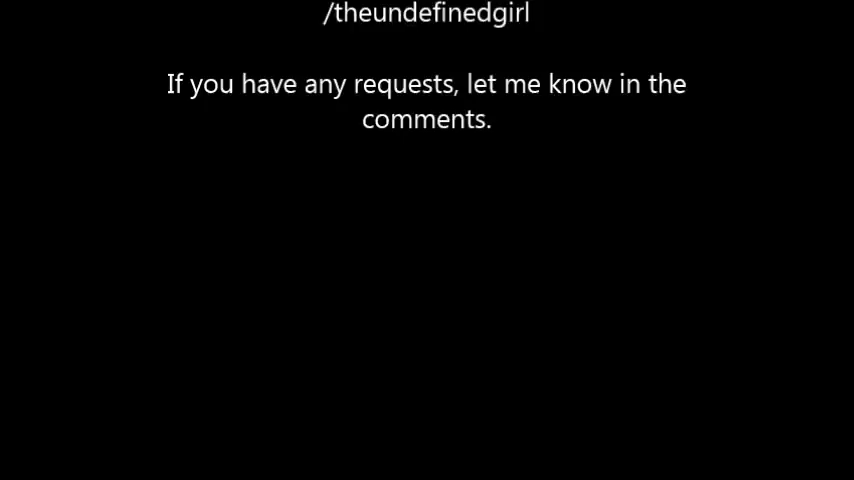 /theundefinedgirl
If you have any requests, let me know in the
comments.